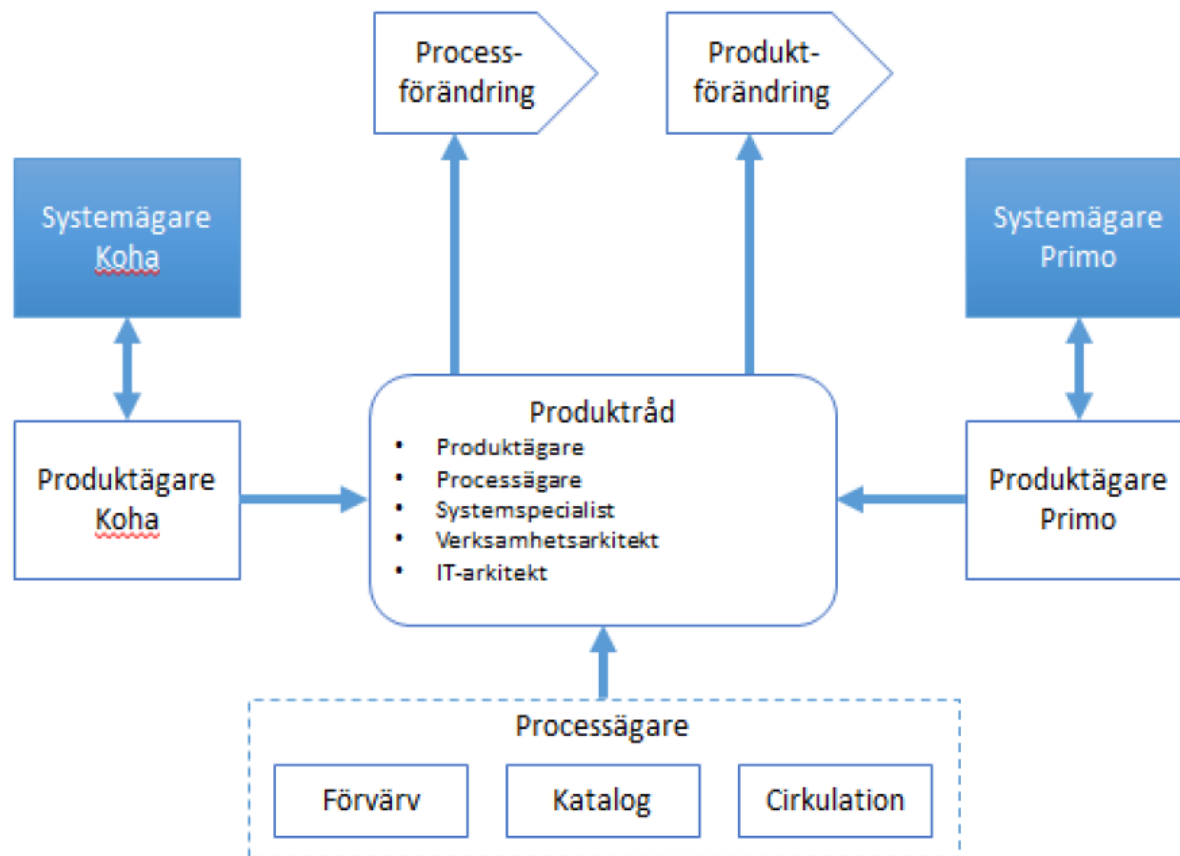 Process-
förändring
Produkt-
förändring
Systemägare
Koha
Systemägare
Primo
Produktägare
Koha
Produktråd
• Produktägare
• Processägare
• Systemspecialist
• Verksamhetsarkitekt
• IT-arkitekt
Produktägare
Primo
Processägare
Förvärv
Katalog
Cirkulation